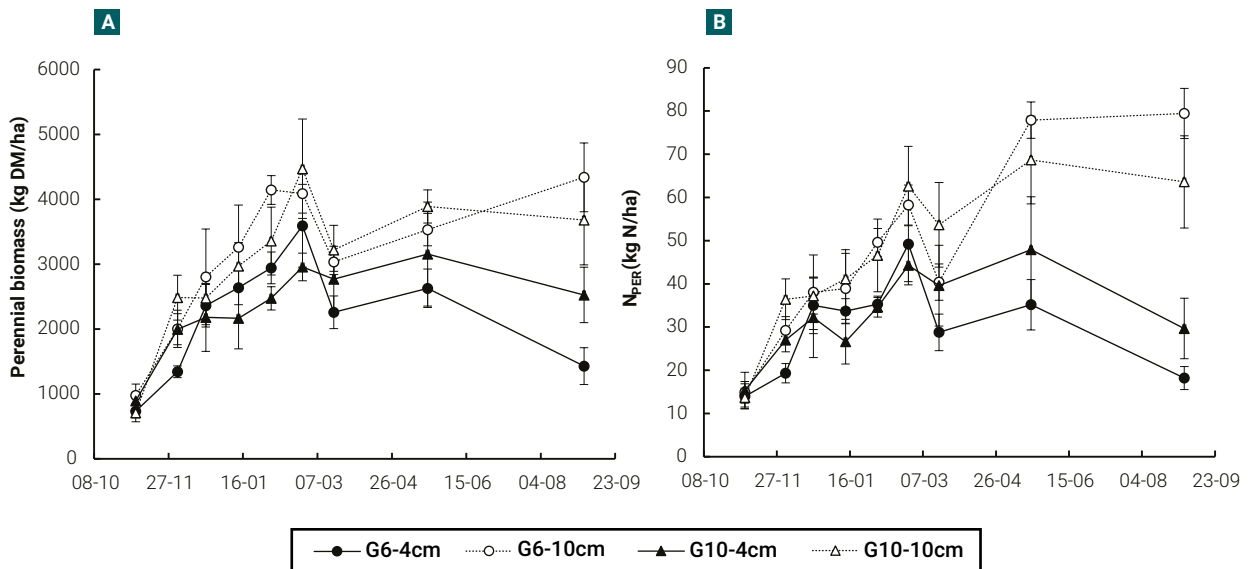 A
B
Perennial biomass (kg DM/ha)
6000
5000
4000
3000
2000
1000
0
08-10 27-11 16-01 07-03 26-04 15-06 04-08 23-09
N_PER (kg N/ha)
90
80
70
60
50
40
30
20
10
0
08-10 27-11 16-01 07-03 26-04 15-06 04-08 23-09
G6-4cm G6-10cm G10-4cm G10-10cm